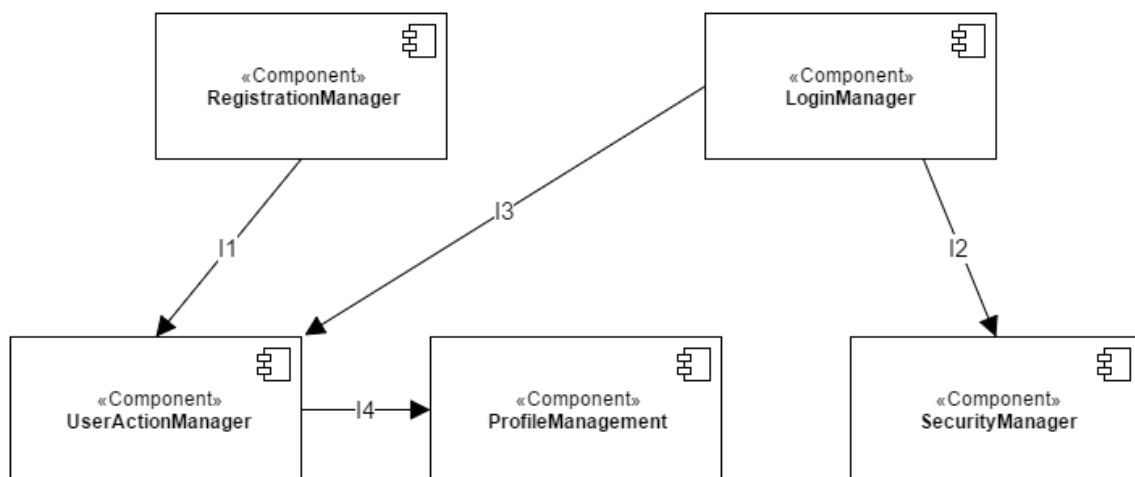 «Component»
RegistrationManager
«Component»
LoginManager
I3
I1
I2
«Component»
UserActionManager
I4
«Component»
ProfileManagement
«Component»
SecurityManager